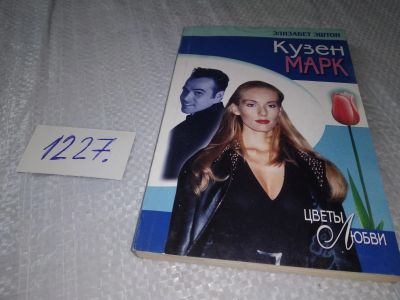 ЭЛИЗАБЕТ ЭШТОН
Кузен
МАРК
1227.
ЦВЕТЫ
ЛЮБВИ